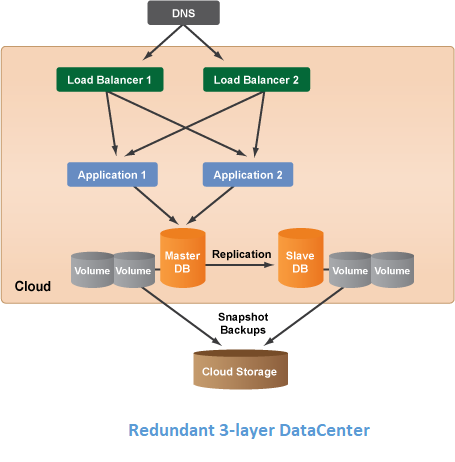 DNS
Load Balancer 1
Load Balancer 2
Application 1
Application 2
Master
DB
Replication
Slave
DB
Volume
Volume
Volume
Volume
Cloud
Snapshot
Backups
Cloud Storage
Redundant 3-layer DataCenter